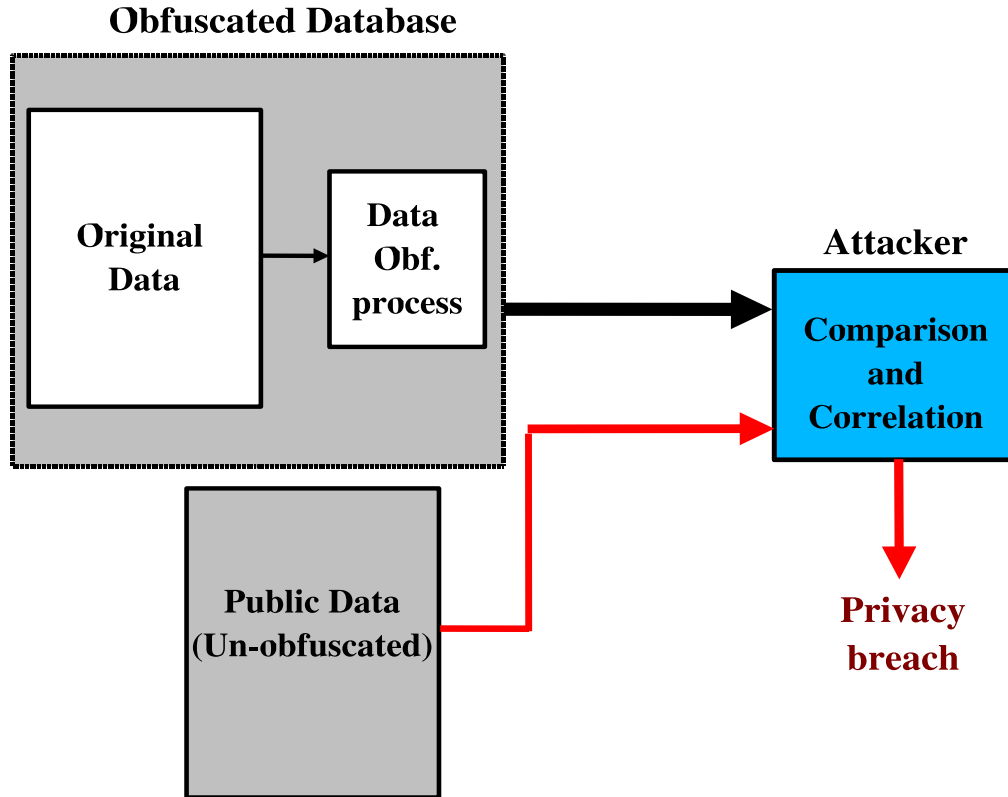 Obfuscated Database
Original
Data
Data
Obf.
process
Attacker
Comparison
and
Correlation
Public Data
(Un-obfuscated)
Privacy
breach